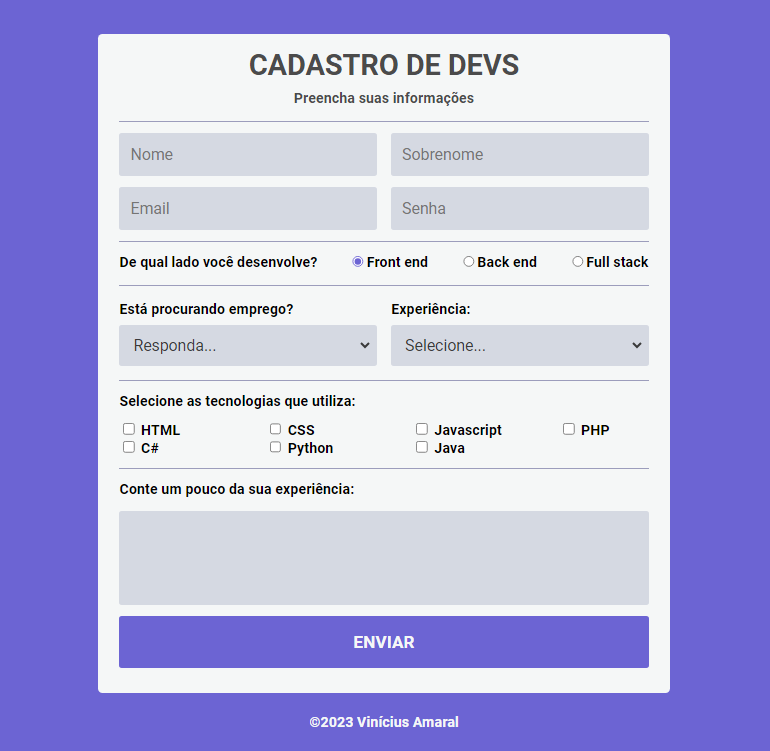 CADASTRO DE DEVS
Preencha suas informações
Nome Sobrenome
Email Senha
De qual lado você desenvolve? Front end Back end Full stack
Está procurando emprego? Experiência:
Responda... Selecione...
Selecione as tecnologias que utiliza:
HTML CSS Javascript PHP
C# Python Java
Conte um pouco da sua experiência:
ENVIAR
©2023 Vinícius Amaral